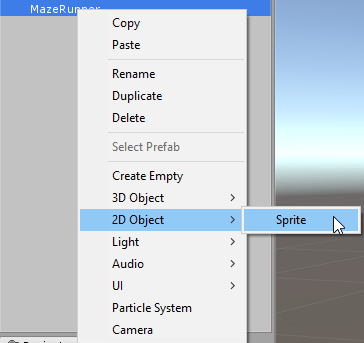 MazeRunner
Copy
Paste
Rename
Duplicate
Delete
Select Prefab
Create Empty
3D Object
2D Object
Sprite
Light
Audio
UI
Particle System
Camera